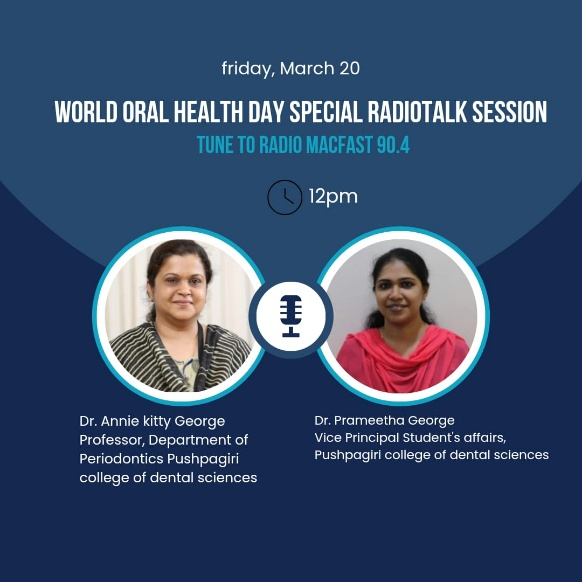 friday, March 20
WORLD ORAL HEALTH DAY SPECIAL RADIOTALK SESSION
TUNE TO RADIO MACFAST 90.4
12pm
Dr. Annie kitty George
Professor, Department of
Periodontics Pushpagiri
college of dental sciences
Dr. Prameetha George
Vice Principal Student's affairs,
Pushpagiri college of dental sciences